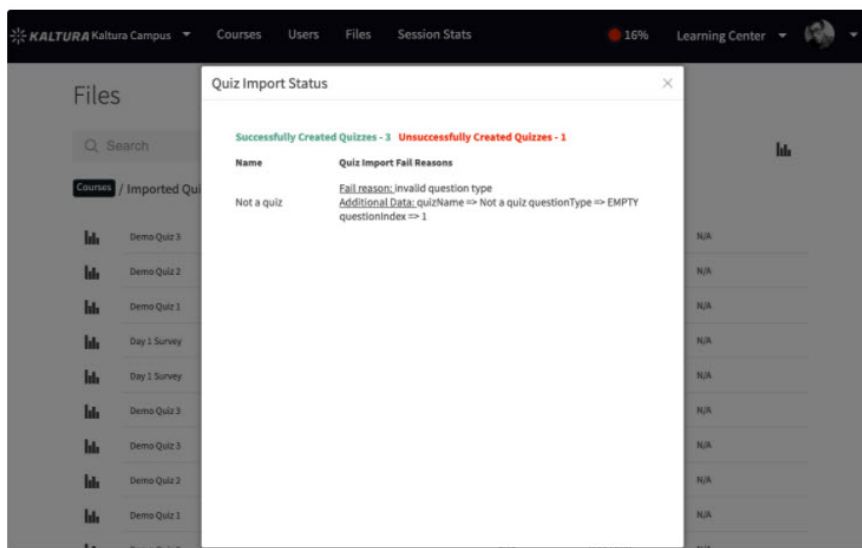 KALTURA Kaltura Campus
Courses
Users
Files
Session Stats
16%
Learning Center
Files
Search
Courses / Imported Qui
Quiz Import Status
Successfully Created Quizzes - 3 Unsuccessfully Created Quizzes - 1
Name Quiz Import Fail Reasons
Not a quiz
Fail reason: invalid question type
Additional Data: quizName => Not a quiz questionType => EMPTY
questionIndex => 1
Demo Quiz 3 N/A
Demo Quiz 2 N/A
Demo Quiz 1 N/A
Day 1 Survey N/A
Day 1 Survey N/A
Demo Quiz 3 N/A
Demo Quiz 3 N/A
Demo Quiz 2 N/A
Demo Quiz 1 N/A